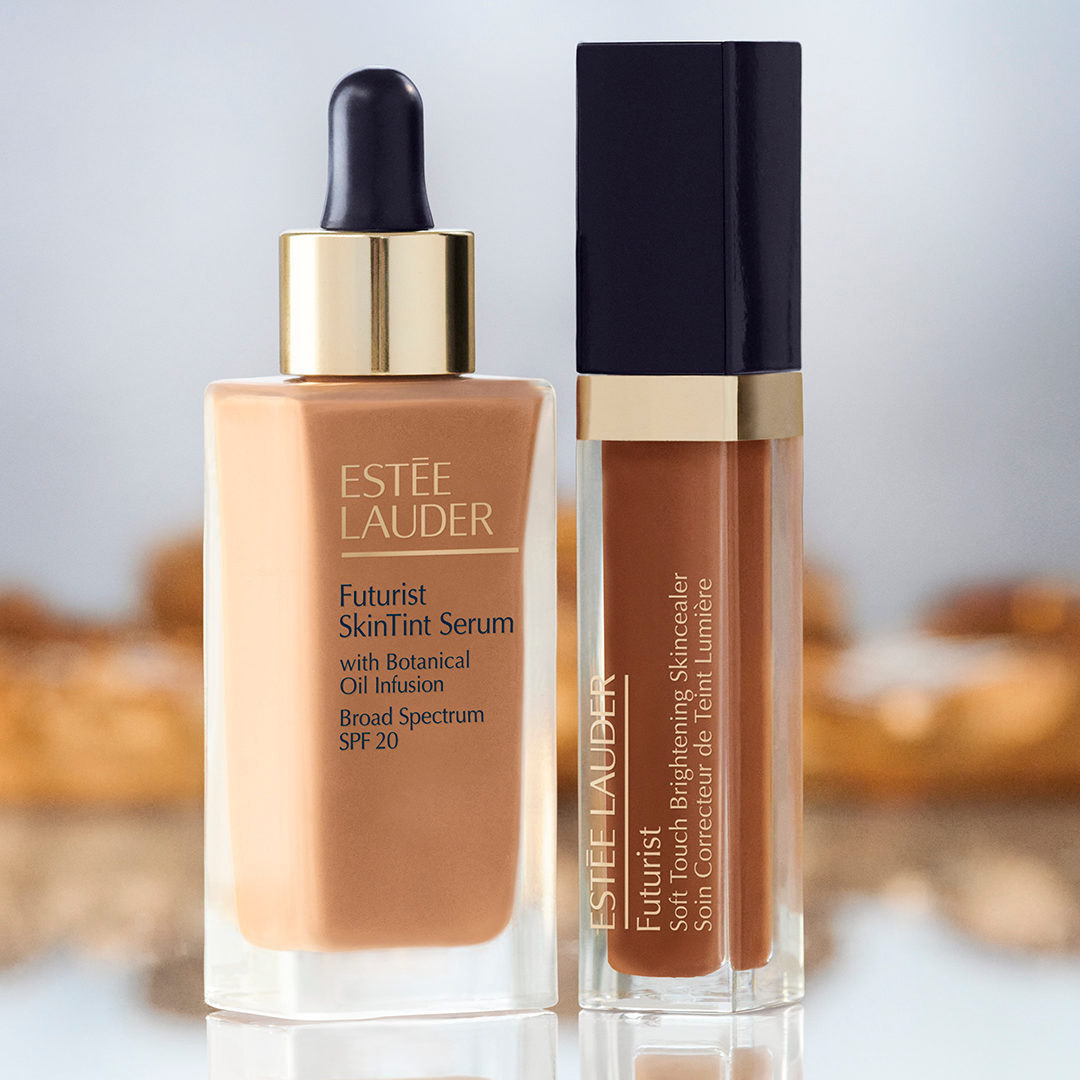 ESTĒE
LAUDER
Futurist
SkinTint Serum
with Botanical
Oil Infusion
Broad Spectrum
SPF 20
ESTĒE LAUDER
Futurist
Soft Touch Brightening Skincealer
Soin Correcteur de Teint Lumière